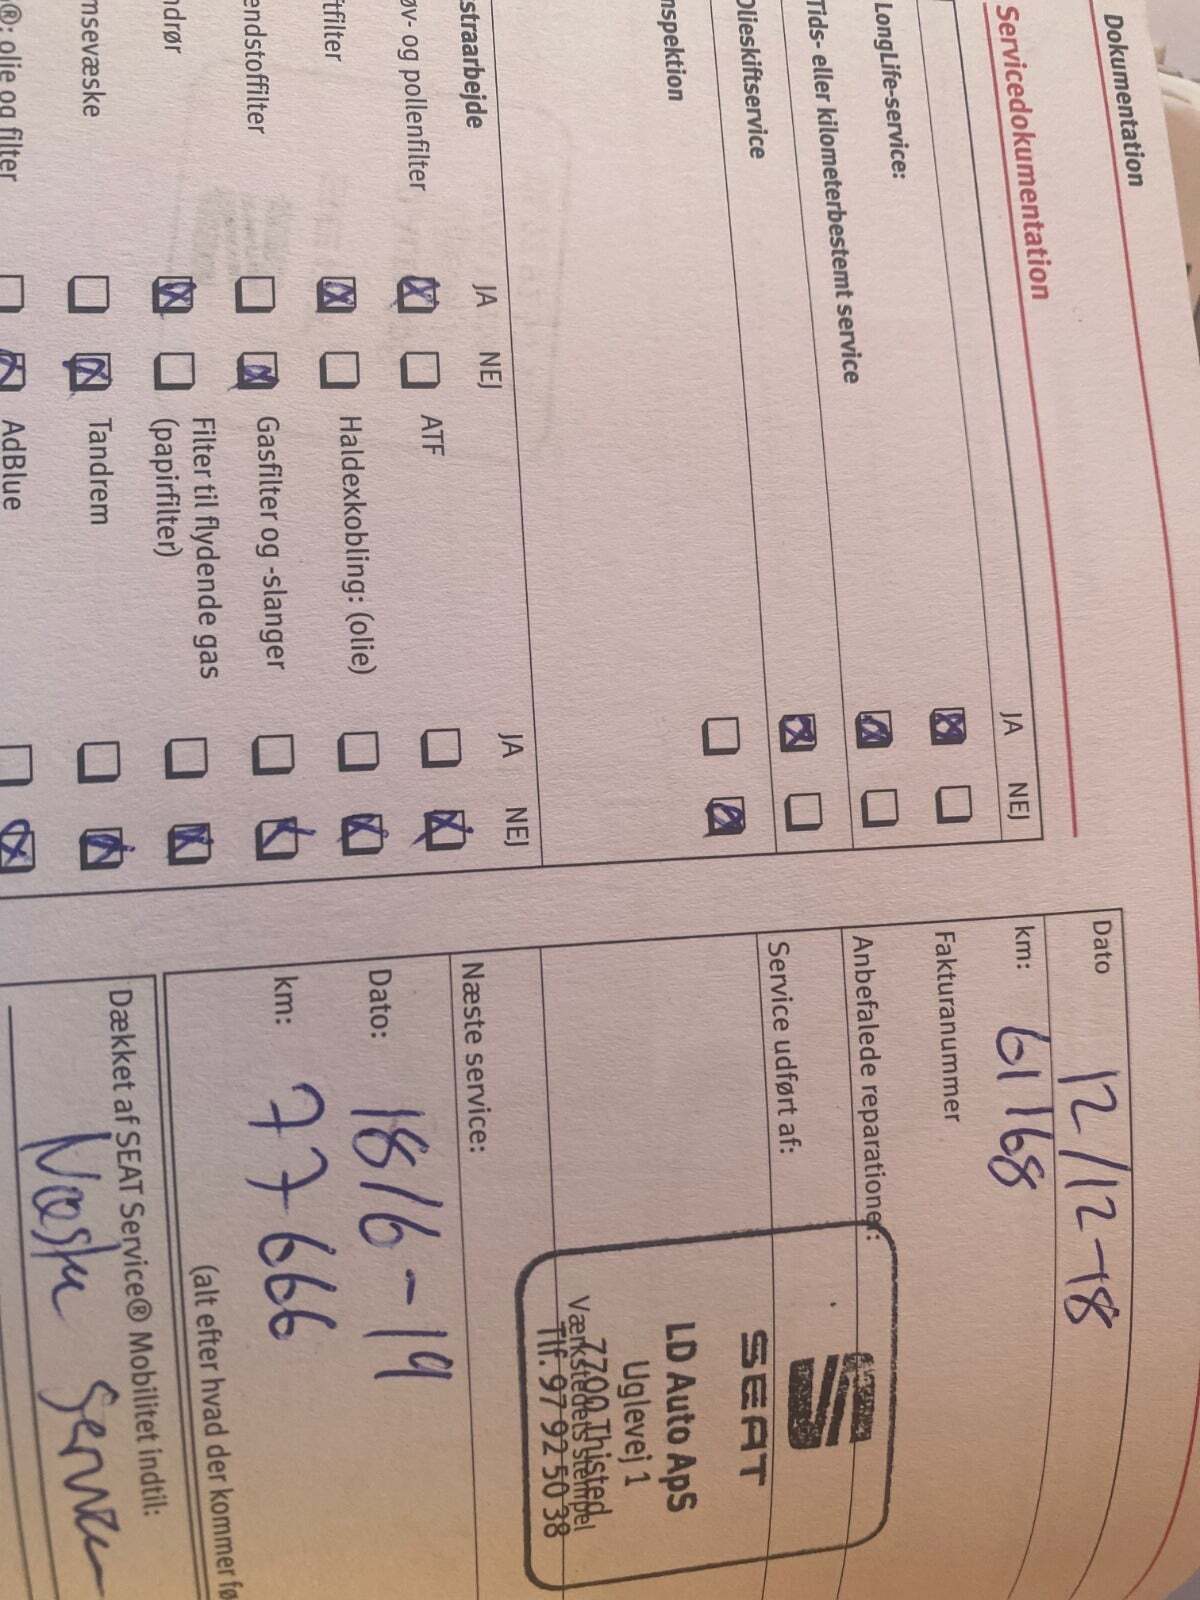 Dokumentation
Servicedokumentation
JA NEJ
LongLife-service:
Tids- eller kilometerbestemt service
Olieskiftservice
nspektion
straarbejde JA NEJ JA NEJ
øv- og pollenfilter ATF
tfilter Haldexkobling: (olie)
endstoffilter Gasfilter og -slanger
ndrør Filter til flydende gas
(papirfilter)
msevæske Tandrem
®: olie og filter AdBlue
Dato 12/12-18
km: 61168
Fakturanummer
Anbefalede reparationer:
Service udført af:
SEAT
LD Auto ApS
Uglevej 1
7700 Thisted
Værkstedets stempel
Tlf. 97 92 50 38
Næste service:
Dato: 18/6-19
km: 77666
(alt efter hvad der kommer fø
Dækket af SEAT Service® Mobilitet indtil:
Næste service